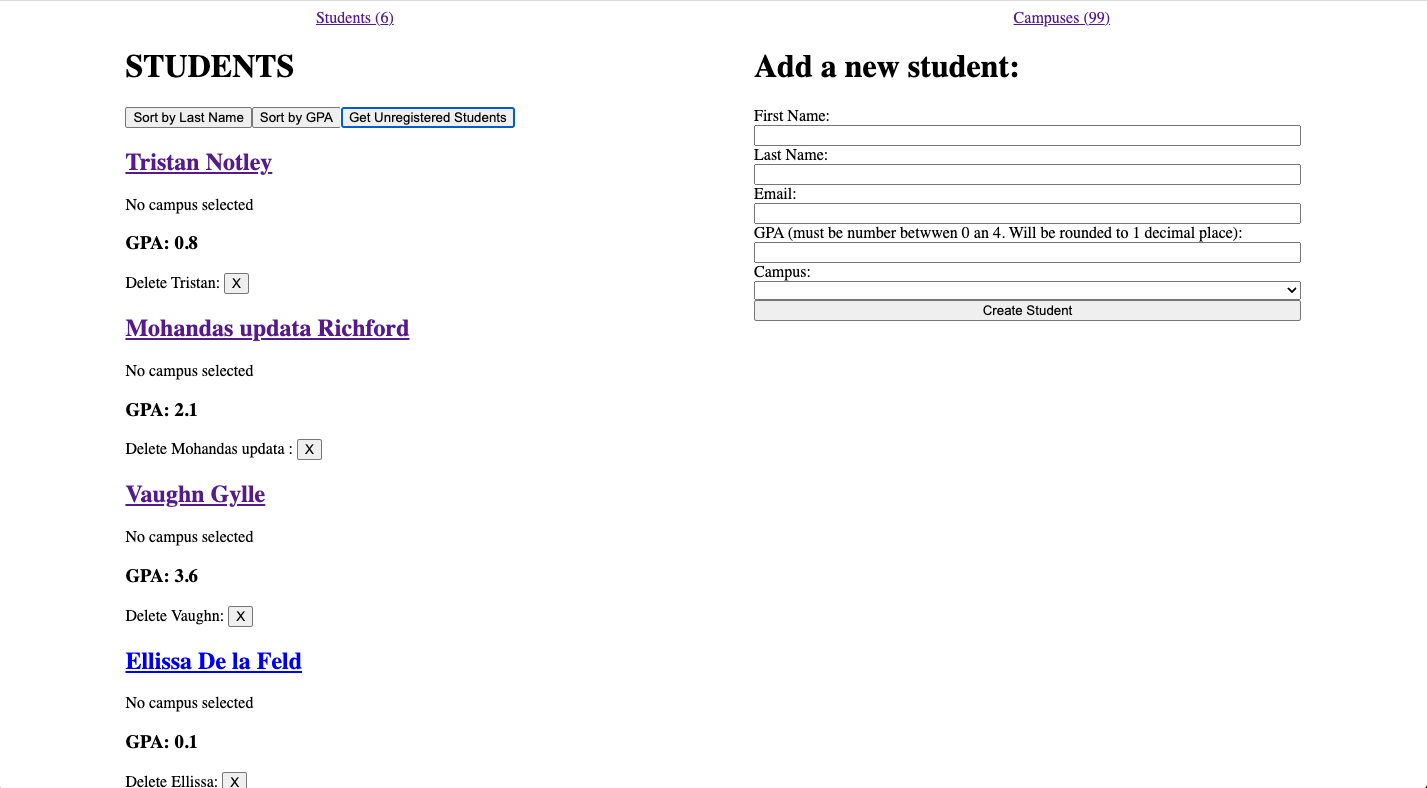 Students (6)
Campuses (99)
STUDENTS
Sort by Last Name
Sort by GPA
Get Unregistered Students
Tristan Notley
No campus selected
GPA: 0.8
Delete Tristan: X
Mohandas updata Richford
No campus selected
GPA: 2.1
Delete Mohandas updata : X
Vaughn Gylle
No campus selected
GPA: 3.6
Delete Vaughn: X
Ellissa De la Feld
No campus selected
GPA: 0.1
Delete Ellissa: X
Add a new student:
First Name:
Last Name:
Email:
GPA (must be number betwwen 0 an 4. Will be rounded to 1 decimal place):
Campus:
Create Student